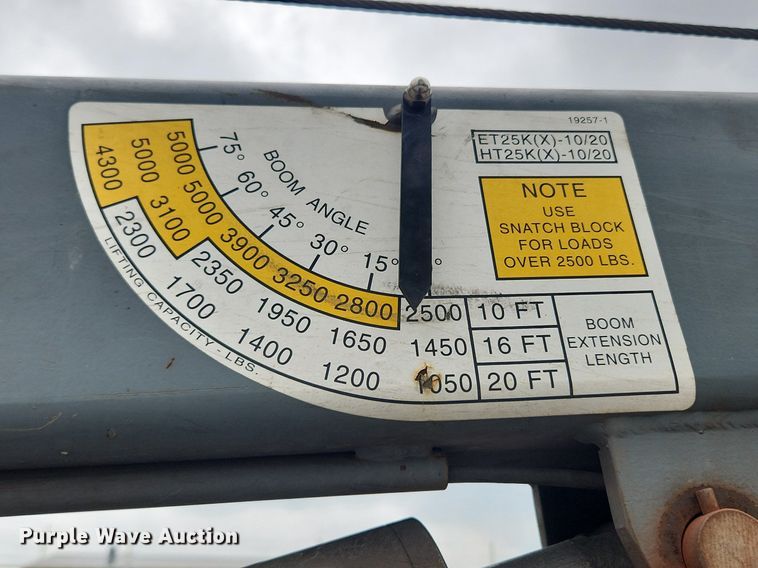 19257-1
ET25K(X)-10/20
HT25K(X)-10/20
NOTE
USE
SNATCH BLOCK
FOR LOADS
OVER 2500 LBS.
BOOM ANGLE
75° 60° 45° 30° 15° °
5000 5000 3900 3250 2800 2500 10 FT
5000 3100 2350 1950 1650 1450 16 FT
4300 2300 1700 1400 1200 1050 20 FT
BOOM
EXTENSION
LENGTH
LIFTING CAPACITY - LBS.
Purple Wave Auction